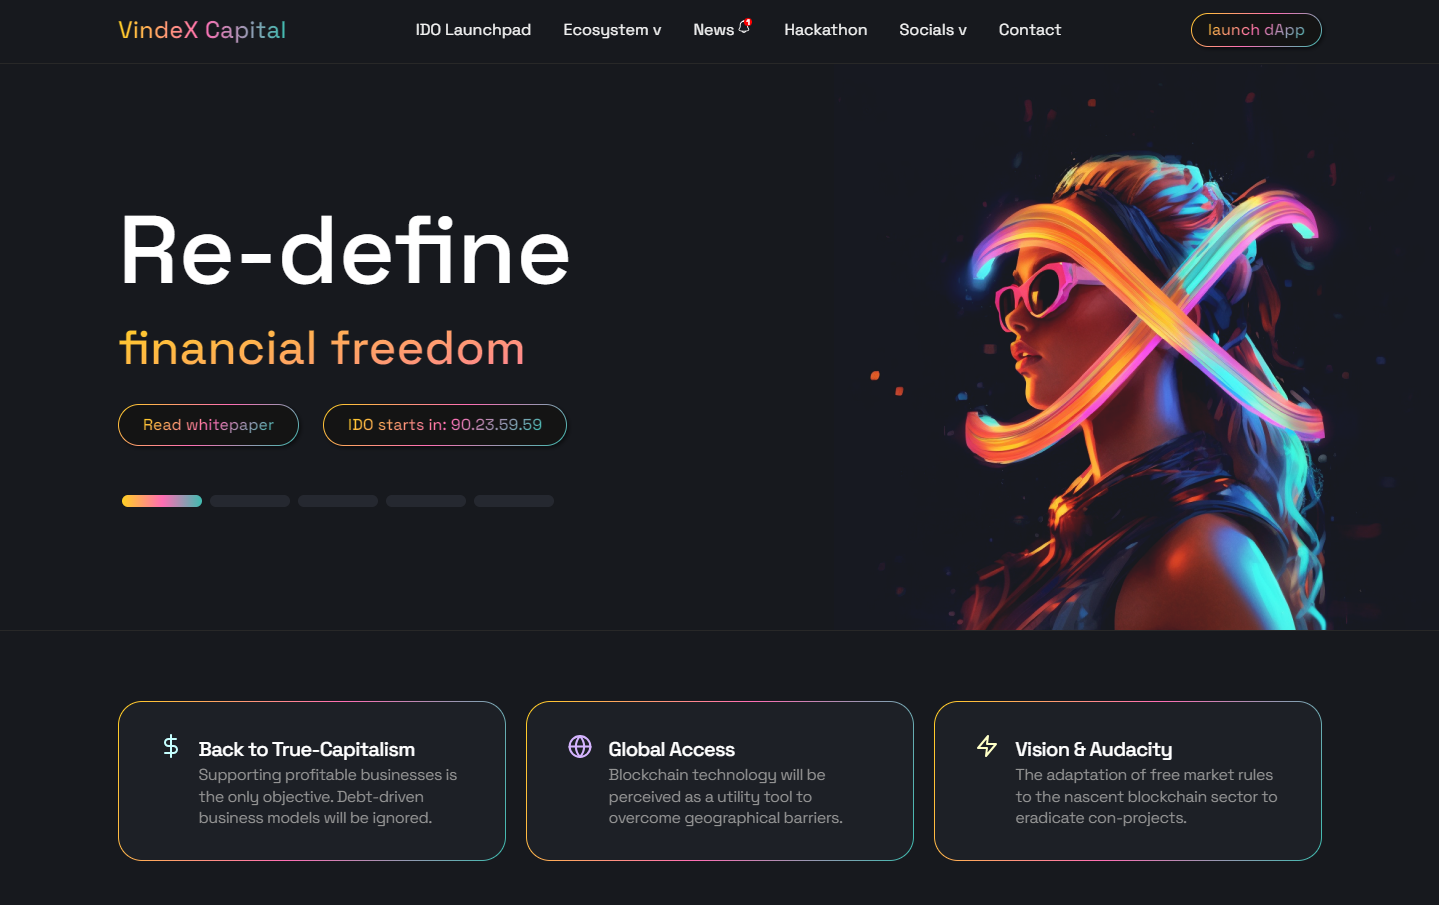 VindeX Capital
IDO Launchpad
Ecosystem v
News
1
Hackathon
Socials v
Contact
launch dApp
Re-define
financial freedom
Read whitepaper
IDO starts in: 90.23.59.59
Back to True-Capitalism
Supporting profitable businesses is
the only objective. Debt-driven
business models will be ignored.
Global Access
Blockchain technology will be
perceived as a utility tool to
overcome geographical barriers.
Vision & Audacity
The adaptation of free market rules
to the nascent blockchain sector to
eradicate con-projects.